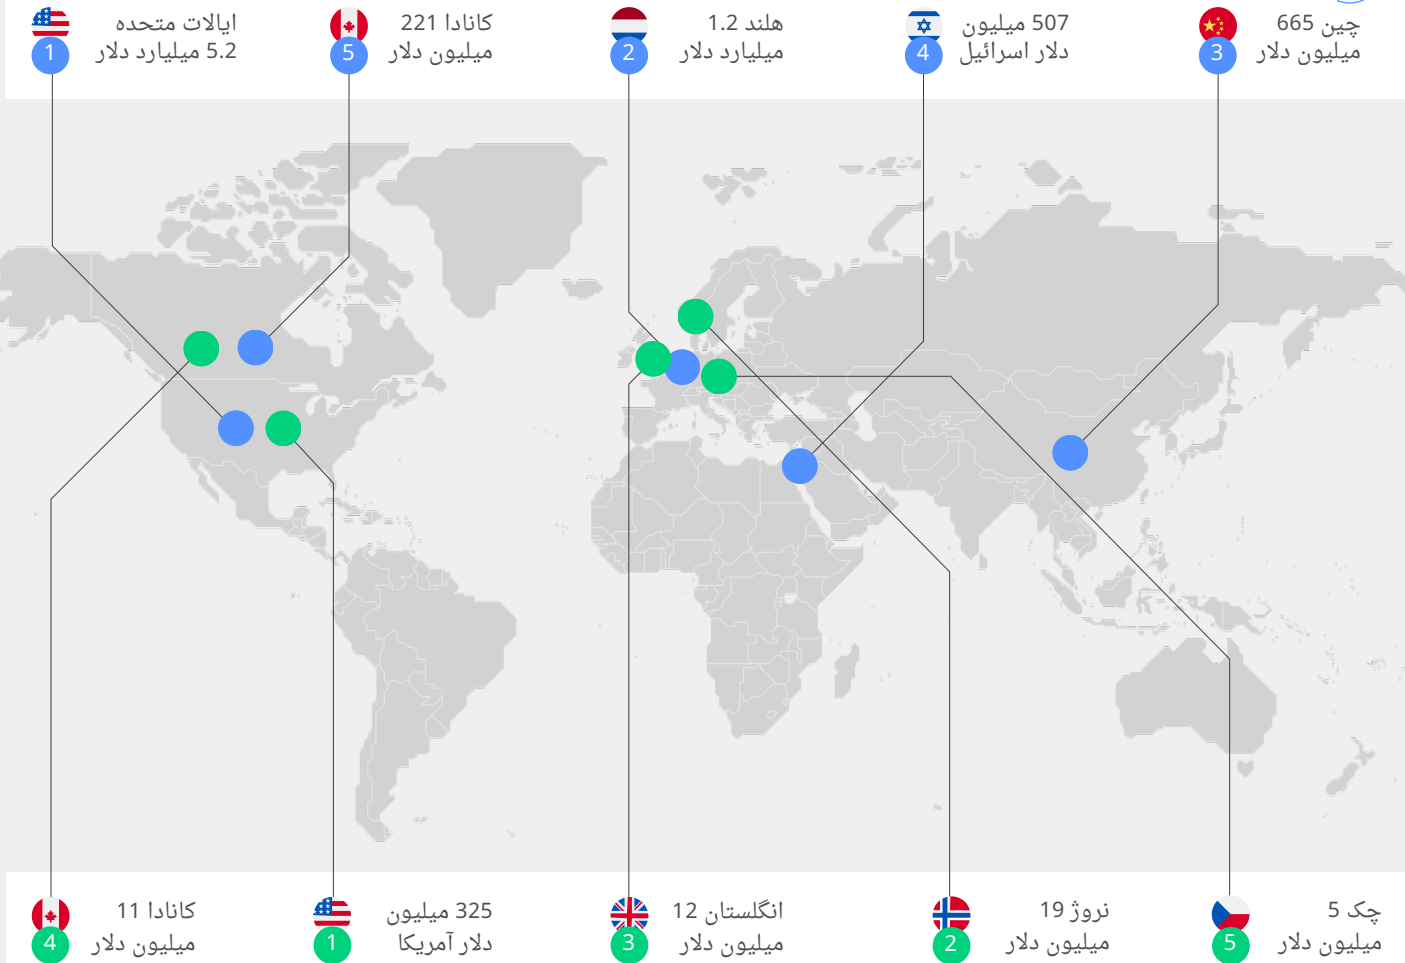 ایالات متحده
5.2 میلیارد دلار
1
کانادا 221
میلیون دلار
5
هلند 1.2
میلیارد دلار
2
507 میلیون
دلار اسرائیل
4
چین 665
میلیون دلار
3
کانادا 11
میلیون دلار
4
325 میلیون
دلار آمریکا
1
انگلستان 12
میلیون دلار
3
نروژ 19
میلیون دلار
2
چک 5
میلیون دلار
5